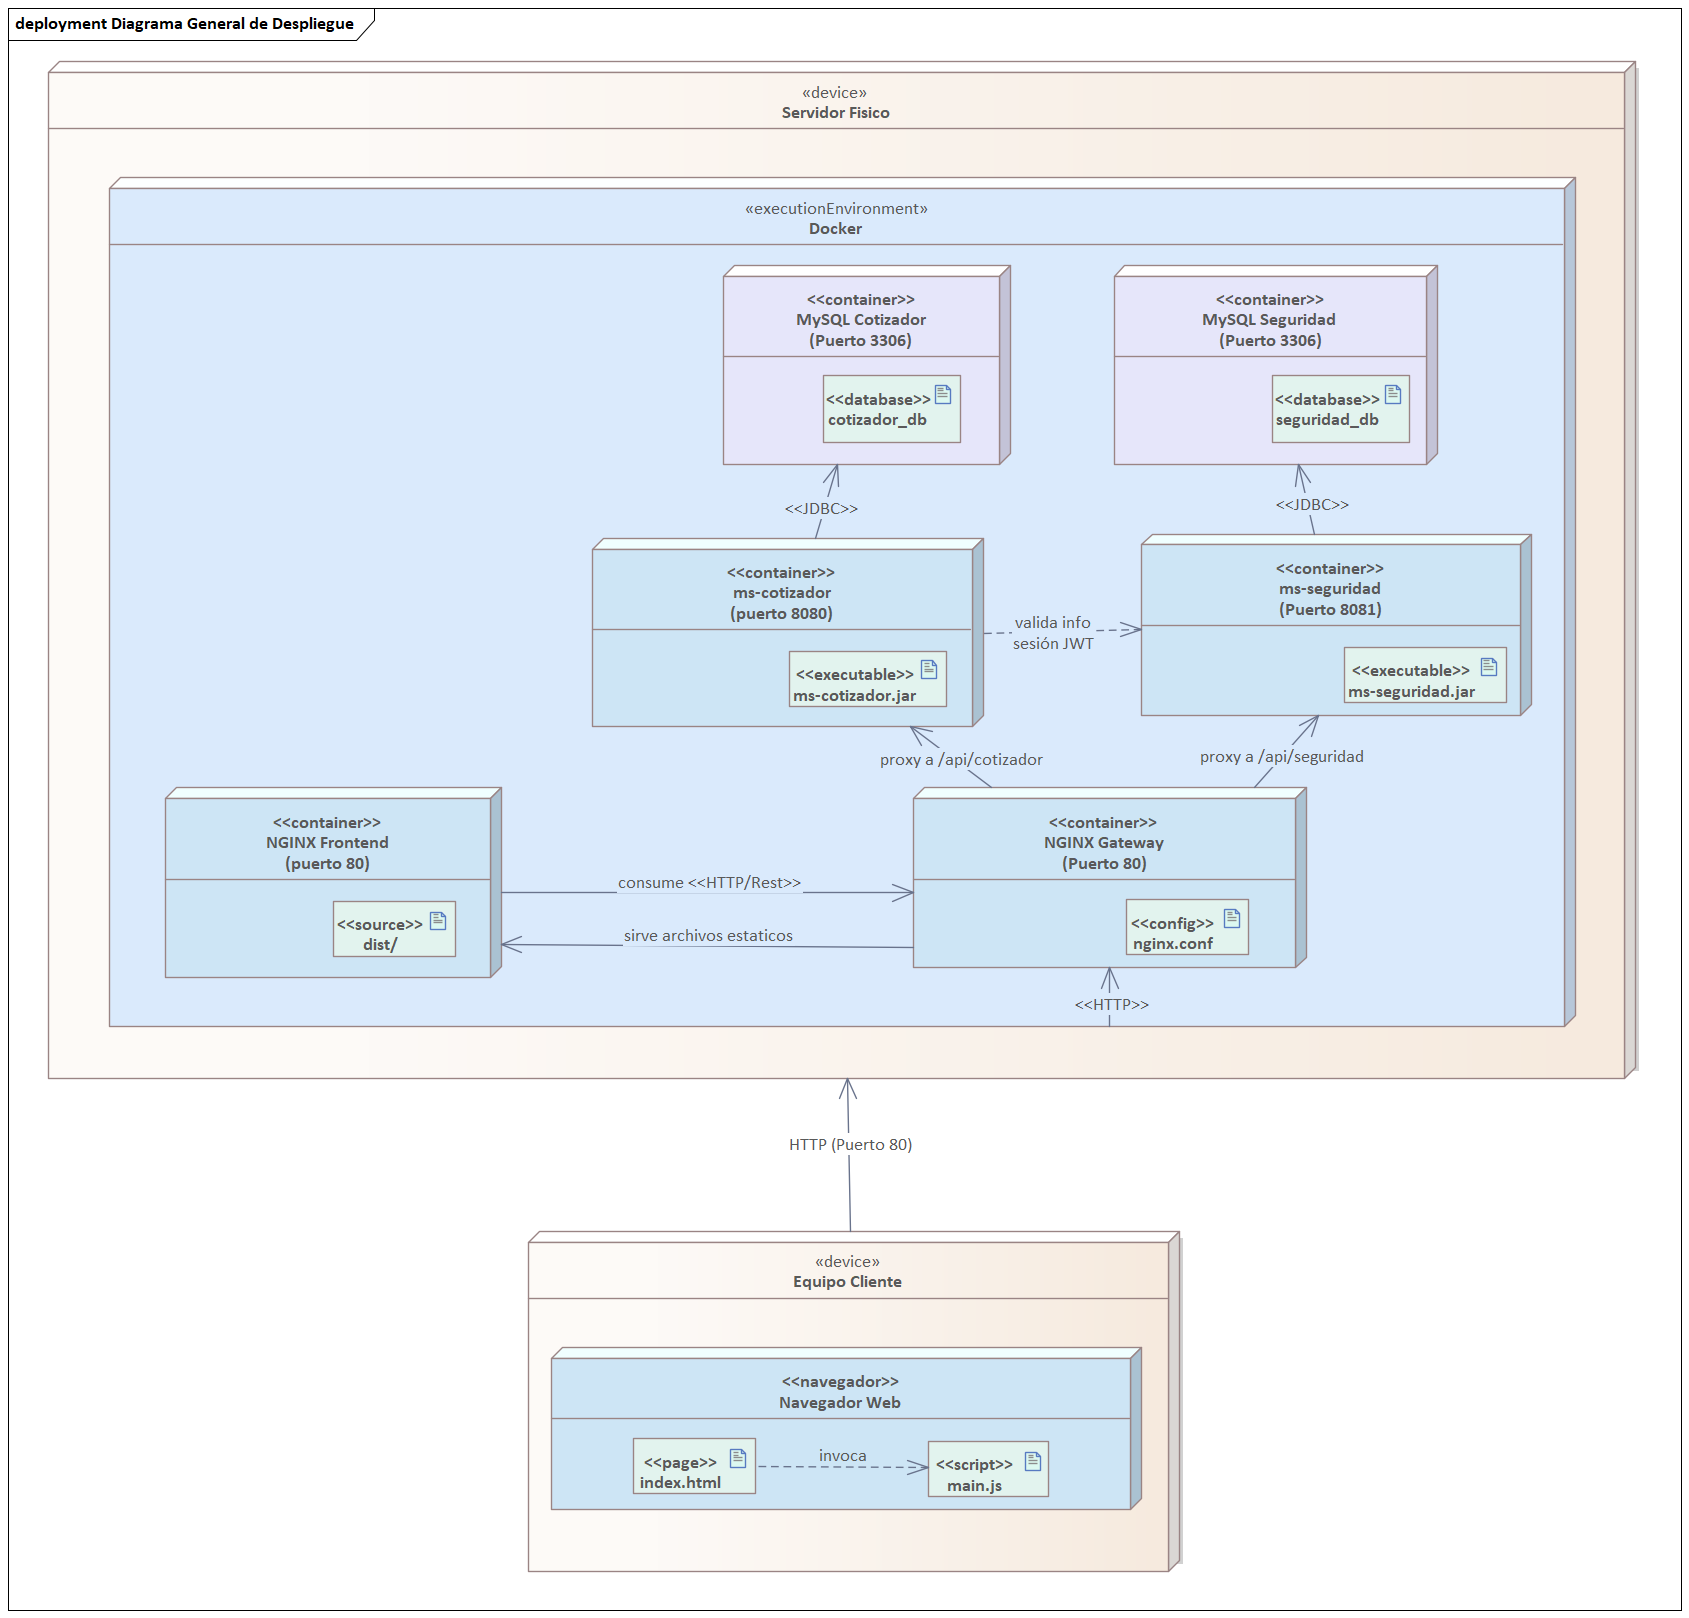 deployment Diagrama General de Despliegue
«device»
Servidor Fisico
«executionEnvironment»
Docker
<<container>>
MySQL Cotizador
(Puerto 3306)
<<database>>
cotizador_db
<<container>>
MySQL Seguridad
(Puerto 3306)
<<database>>
seguridad_db
<<JDBC>>
<<JDBC>>
<<container>>
ms-cotizador
(puerto 8080)
<<executable>>
ms-cotizador.jar
valida info
sesión JWT
<<container>>
ms-seguridad
(Puerto 8081)
<<executable>>
ms-seguridad.jar
proxy a /api/cotizador
proxy a /api/seguridad
<<container>>
NGINX Frontend
(puerto 80)
<<source>>
dist/
consume <<HTTP/Rest>>
sirve archivos estaticos
<<container>>
NGINX Gateway
(Puerto 80)
<<config>>
nginx.conf
<<HTTP>>
HTTP (Puerto 80)
«device»
Equipo Cliente
<<navegador>>
Navegador Web
<<page>>
index.html
invoca
<<script>>
main.js